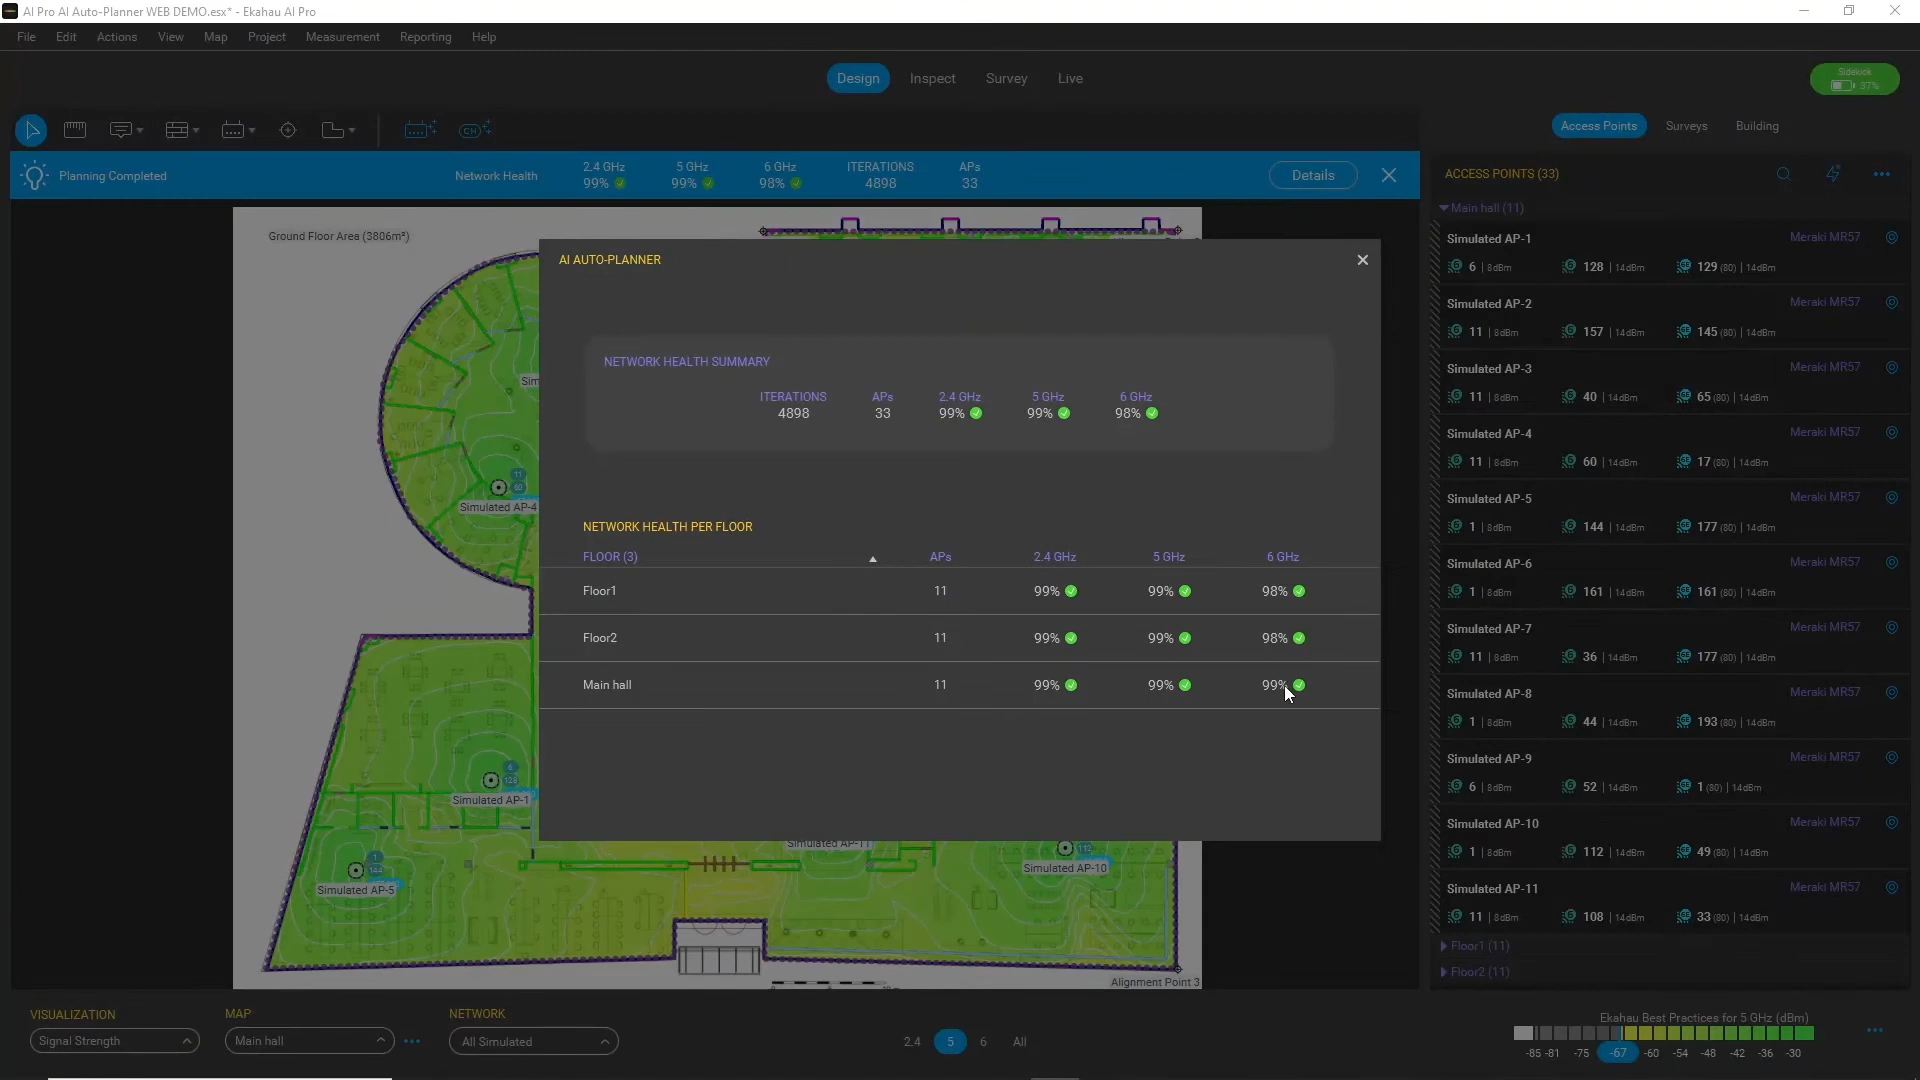 AI Pro AI Auto-Planner WEB DEMO.esx* - Ekahau AI Pro
File Edit Actions View Map Project Measurement Reporting Help
Design Inspect Survey Live
Sidekick
37%
Access Points Surveys Building
Planning Completed
Network Health
2.4 GHz 5 GHz 6 GHz ITERATIONS APs
99% 99% 98% 4898 33
Details
Ground Floor Area (3806m²)
AI AUTO-PLANNER
NETWORK HEALTH SUMMARY
ITERATIONS APs 2.4 GHz 5 GHz 6 GHz
4898 33 99% 99% 98%
NETWORK HEALTH PER FLOOR
FLOOR (3) APs 2.4 GHz 5 GHz 6 GHz
Floor1 11 99% 99% 98%
Floor2 11 99% 99% 98%
Main hall 11 99% 99% 99%
11
60
Simulated AP-4
6
128
Simulated AP-1
1
144
Simulated AP-5
Simulated AP-11
112
Simulated AP-10
Alignment Point 3
ACCESS POINTS (33)
Main hall (11)
Simulated AP-1 Meraki MR57
6 | 8dBm 128 | 14dBm 129 (80) | 14dBm
Simulated AP-2 Meraki MR57
11 | 8dBm 157 | 14dBm 145 (80) | 14dBm
Simulated AP-3 Meraki MR57
11 | 8dBm 40 | 14dBm 65 (80) | 14dBm
Simulated AP-4 Meraki MR57
11 | 8dBm 60 | 14dBm 17 (80) | 14dBm
Simulated AP-5 Meraki MR57
1 | 8dBm 144 | 14dBm 177 (80) | 14dBm
Simulated AP-6 Meraki MR57
1 | 8dBm 161 | 14dBm 161 (80) | 14dBm
Simulated AP-7 Meraki MR57
11 | 8dBm 36 | 14dBm 177 (80) | 14dBm
Simulated AP-8 Meraki MR57
1 | 8dBm 44 | 14dBm 193 (80) | 14dBm
Simulated AP-9 Meraki MR57
6 | 8dBm 52 | 14dBm 1 (80) | 14dBm
Simulated AP-10 Meraki MR57
1 | 8dBm 112 | 14dBm 49 (80) | 14dBm
Simulated AP-11 Meraki MR57
11 | 8dBm 108 | 14dBm 33 (80) | 14dBm
Floor1 (11)
Floor2 (11)
VISUALIZATION MAP NETWORK
Signal Strength Main hall All Simulated
2.4 5 6 All
Ekahau Best Practices for 5 GHz (dBm)
-85 -81 -75 -67 -60 -54 -48 -42 -36 -30